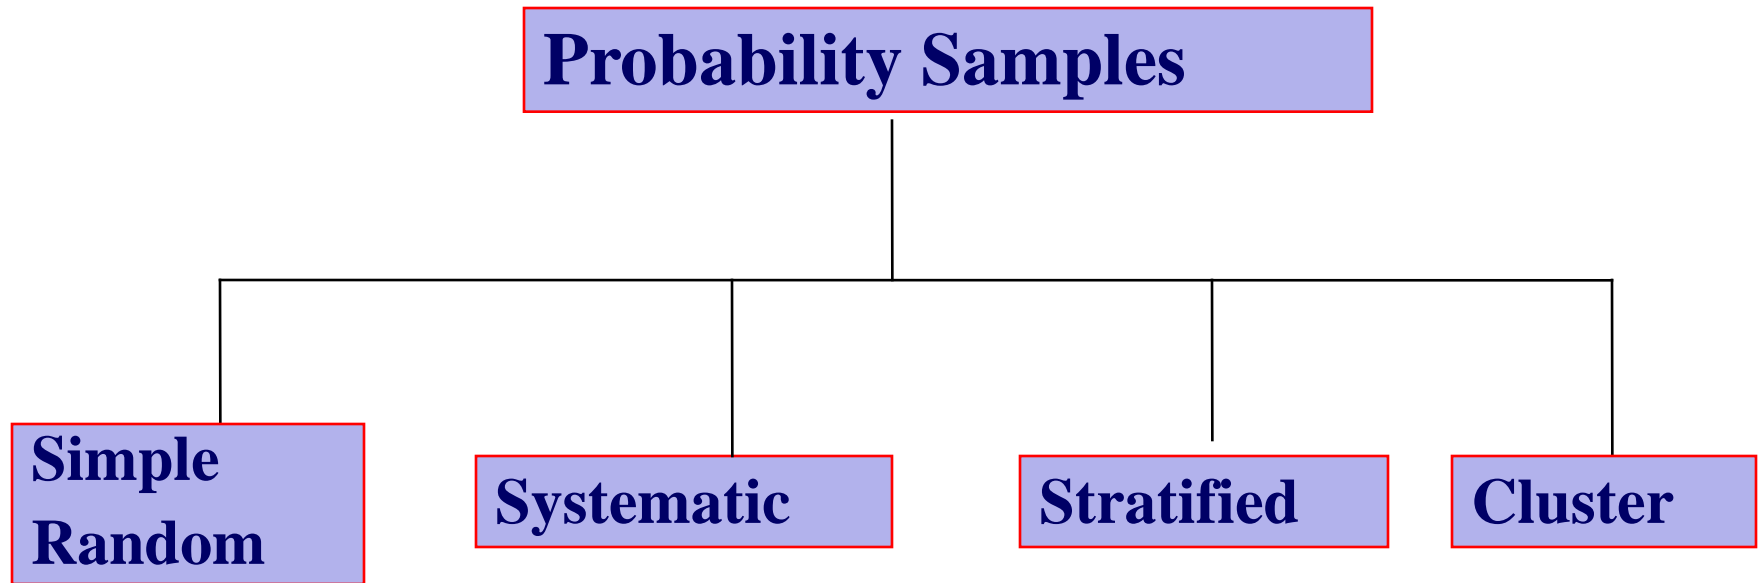 Probability Samples
Simple
Random
Systematic
Stratified
Cluster